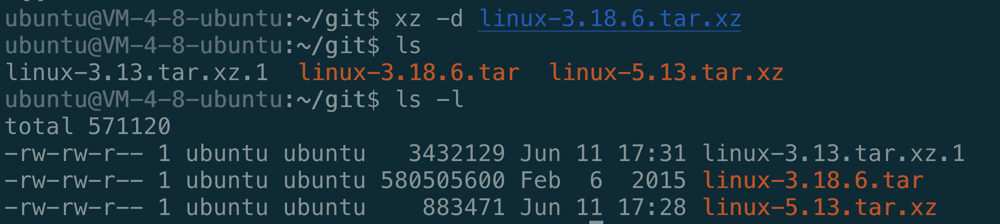 ubuntu@VM-4-8-ubuntu:~/git$ xz -d linux-3.18.6.tar.xz
ubuntu@VM-4-8-ubuntu:~/git$ ls
linux-3.13.tar.xz.1  linux-3.18.6.tar  linux-5.13.tar.xz
ubuntu@VM-4-8-ubuntu:~/git$ ls -l
total 571120
-rw-rw-r-- 1 ubuntu ubuntu   3432129 Jun 11 17:31 linux-3.13.tar.xz.1
-rw-rw-r-- 1 ubuntu ubuntu 580505600 Feb  6  2015 linux-3.18.6.tar
-rw-rw-r-- 1 ubuntu ubuntu    883471 Jun 11 17:28 linux-5.13.tar.xz